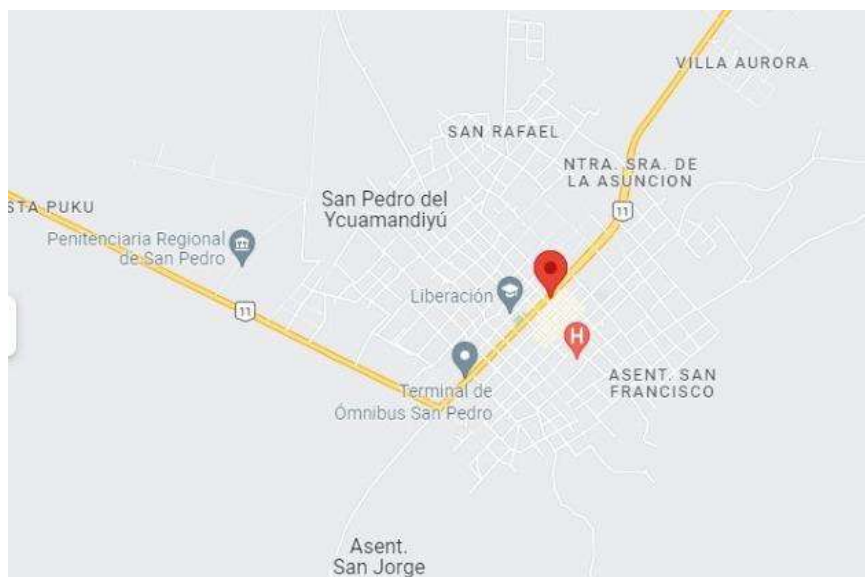 VILLA AURORA
SAN RAFAEL
NTRA. SRA. DE
LA ASUNCION
San Pedro del
Ycuamandiyú
STA PUKU
11
Penitenciaria Regional
de San Pedro
Liberación
11
H
ASENT. SAN
FRANCISCO
Terminal de
Ómnibus San Pedro
Asent.
San Jorge